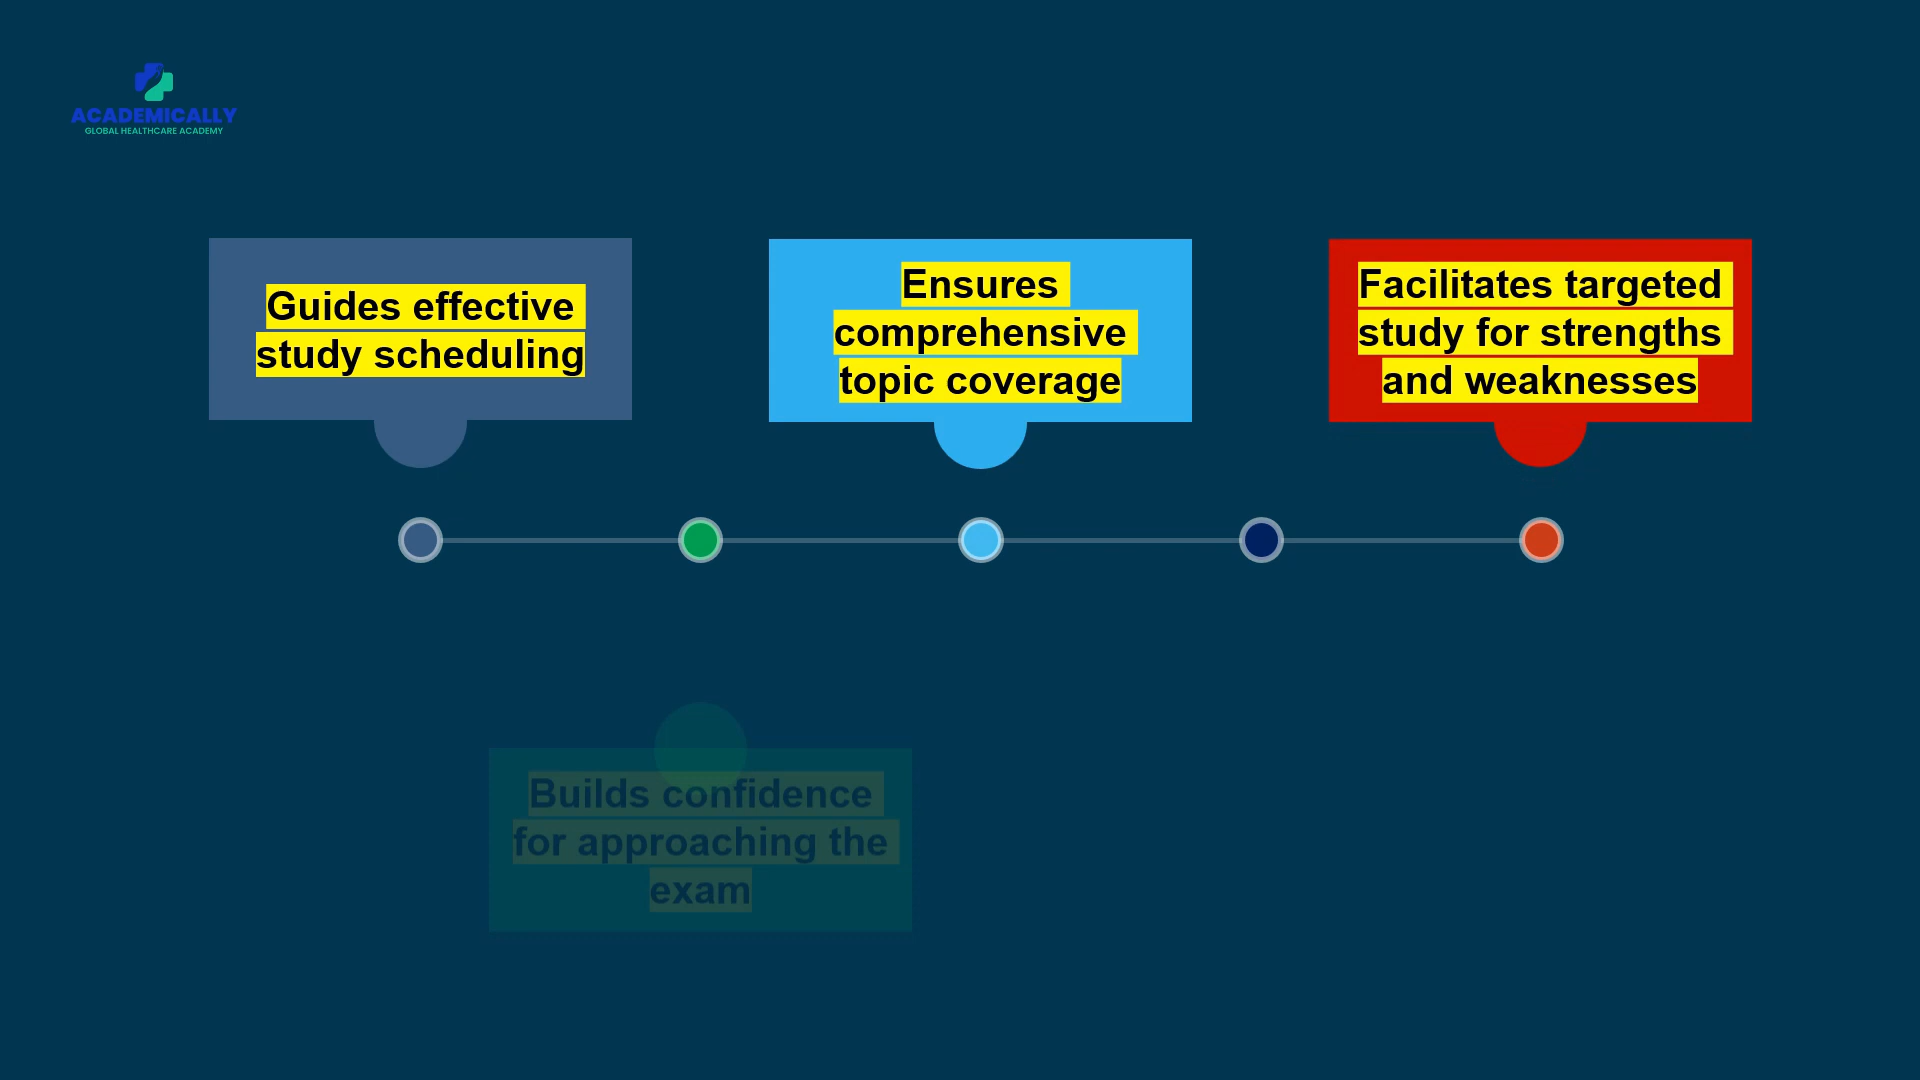 ACADEMICALLY
GLOBAL HEALTHCARE ACADEMY
Guides effective
study scheduling
Ensures
comprehensive
topic coverage
Facilitates targeted
study for strengths
and weaknesses
Builds confidence
for approaching the
exam